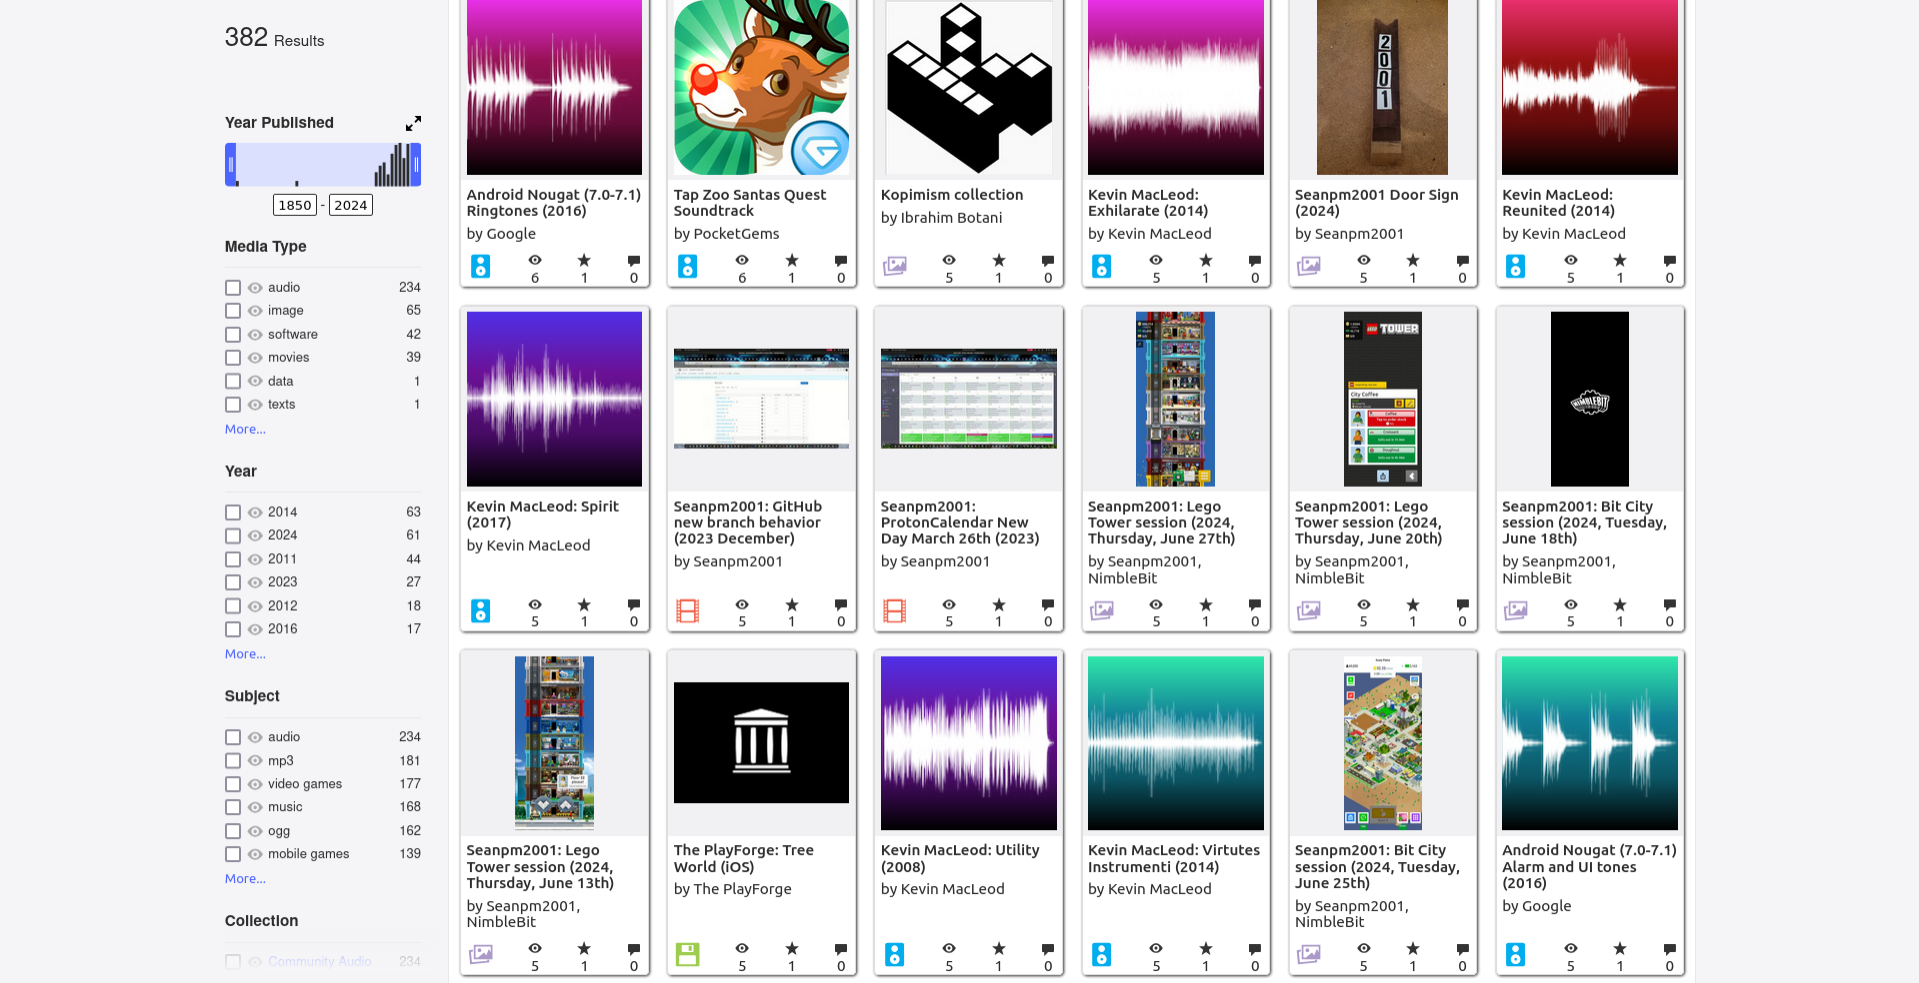 382 Results
Year Published
1850 - 2024
Media Type
audio 234
image 65
software 42
movies 39
data 1
texts 1
More...
Year
2014 63
2024 61
2011 44
2023 27
2012 18
2016 17
More...
Subject
audio 234
mp3 181
video games 177
music 168
ogg 162
mobile games 139
More...
Collection
Community Audio 234
Android Nougat (7.0-7.1)
Ringtones (2016)
by Google
6 1 0
Tap Zoo Santas Quest
Soundtrack
by PocketGems
6 1 0
Kopimism collection
by Ibrahim Botani
5 1 0
Kevin MacLeod:
Exhilarate (2014)
by Kevin MacLeod
5 1 0
2001
Seanpm2001 Door Sign
(2024)
by Seanpm2001
5 1 0
Kevin MacLeod:
Reunited (2014)
by Kevin MacLeod
5 1 0
Kevin MacLeod: Spirit
(2017)
by Kevin MacLeod
5 1 0
Seanpm2001: GitHub
new branch behavior
(2023 December)
by Seanpm2001
5 1 0
Seanpm2001:
ProtonCalendar New
Day March 26th (2023)
by Seanpm2001
5 1 0
Seanpm2001: Lego
Tower session (2024,
Thursday, June 27th)
by Seanpm2001,
NimbleBit
5 1 0
LEGO TOWER
City Coffee
Coffee
Seanpm2001: Lego
Tower session (2024,
Thursday, June 20th)
by Seanpm2001,
NimbleBit
5 1 0
NIMBLEBIT
Seanpm2001: Bit City
session (2024, Tuesday,
June 18th)
by Seanpm2001,
NimbleBit
5 1 0
Seanpm2001: Lego
Tower session (2024,
Thursday, June 13th)
by Seanpm2001,
NimbleBit
5 1 0
The PlayForge: Tree
World (iOS)
by The PlayForge
5 1 0
Kevin MacLeod: Utility
(2008)
by Kevin MacLeod
5 1 0
Kevin MacLeod: Virtutes
Instrumenti (2014)
by Kevin MacLeod
5 1 0
Seanpm2001: Bit City
session (2024, Tuesday,
June 25th)
by Seanpm2001,
NimbleBit
5 1 0
Android Nougat (7.0-7.1)
Alarm and UI tones
(2016)
by Google
5 1 0